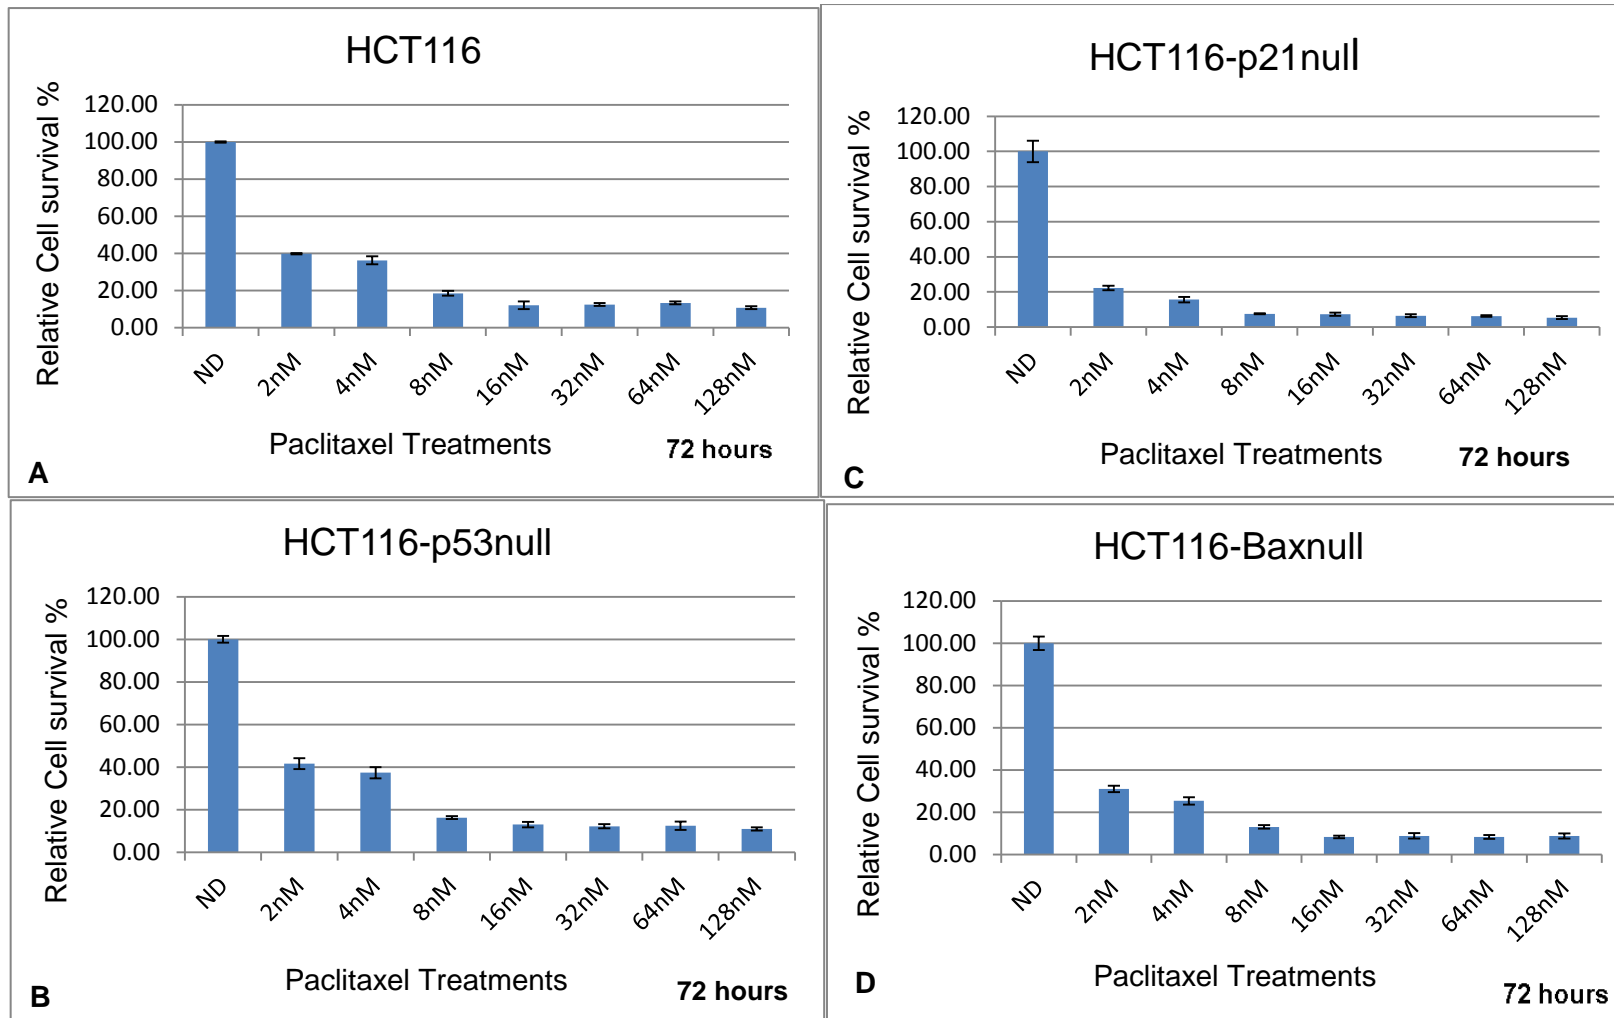 HCT116
Relative Cell survival %
120.00
100.00
80.00
60.00
40.00
20.00
0.00
ND 2nM 4nM 8nM 16nM 32nM 64nM 128nM
Paclitaxel Treatments 72 hours
A
HCT116-p21null
Relative Cell survival %
120.00
100.00
80.00
60.00
40.00
20.00
0.00
ND 2nM 4nM 8nM 16nM 32nM 64nM 128nM
Paclitaxel Treatments 72 hours
C
HCT116-p53null
Relative Cell survival %
120.00
100.00
80.00
60.00
40.00
20.00
0.00
ND 2nM 4nM 8nM 16nM 32nM 64nM 128nM
Paclitaxel Treatments 72 hours
B
HCT116-Baxnull
Relative Cell survival %
120.00
100.00
80.00
60.00
40.00
20.00
0.00
ND 2nM 4nM 8nM 16nM 32nM 64nM 128nM
Paclitaxel Treatments 72 hours
D